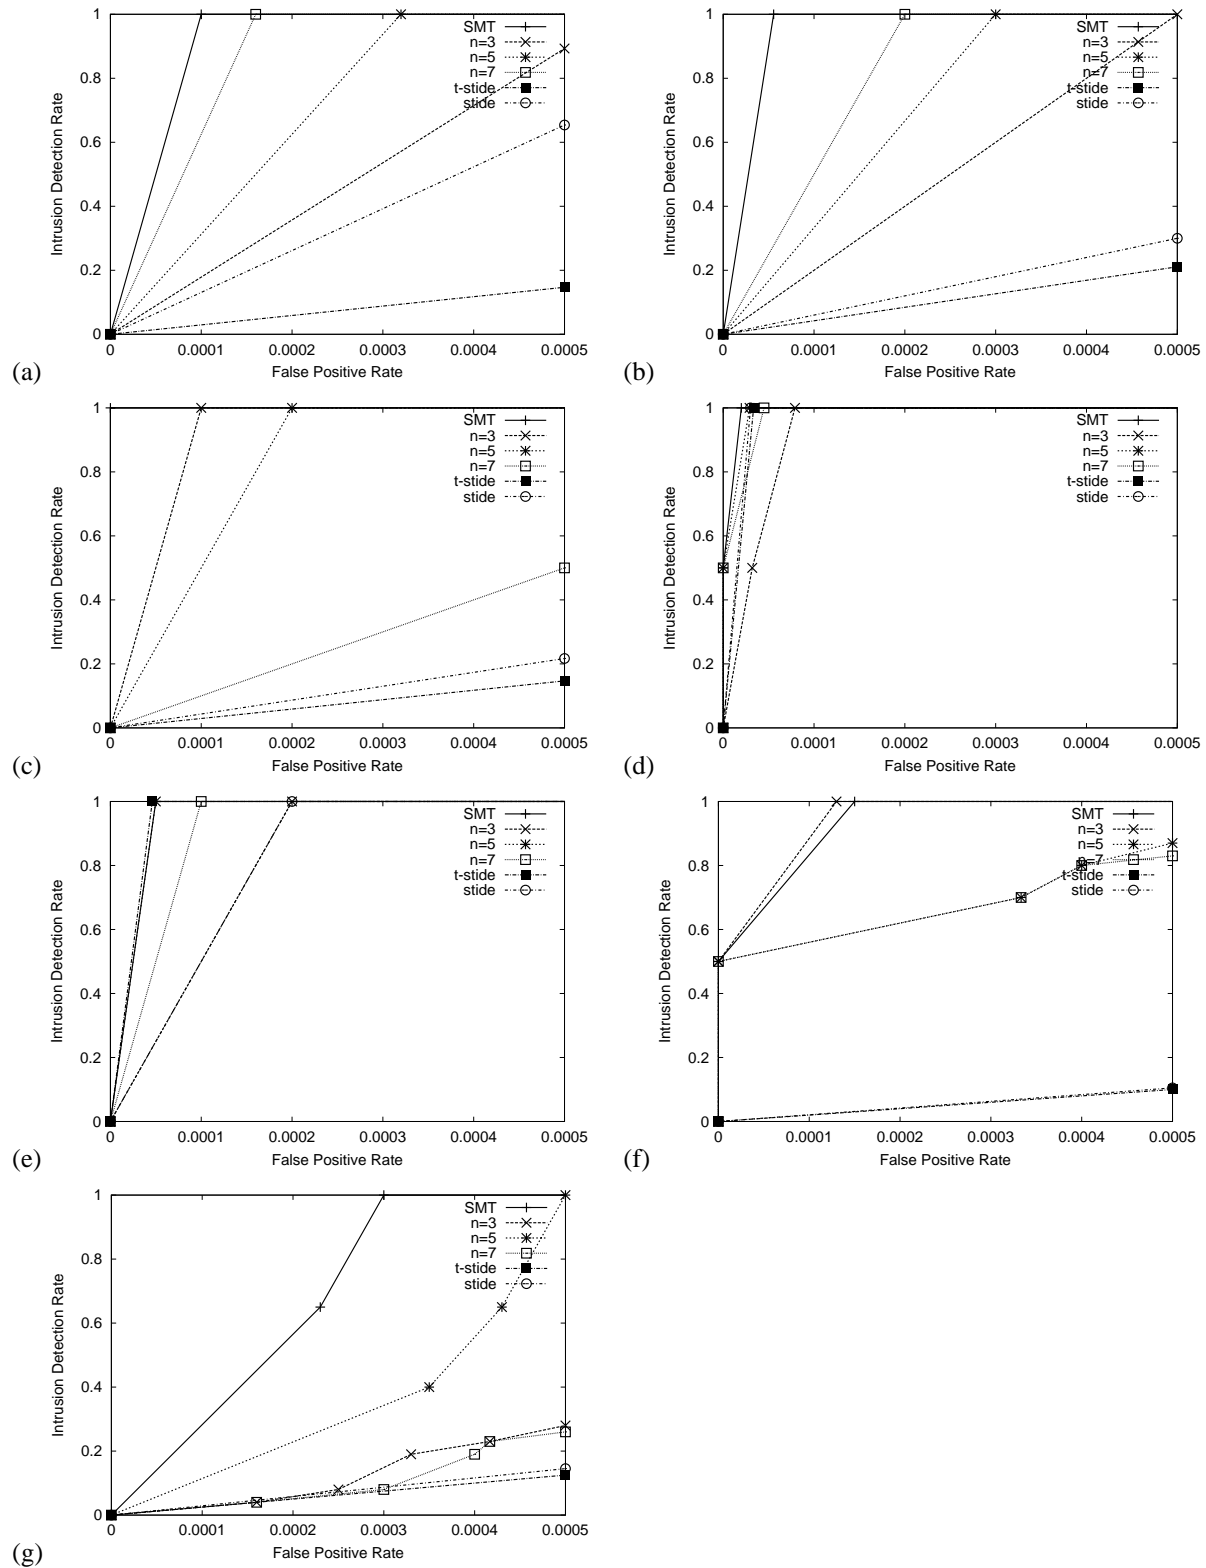 1
0.8
0.6
0.4
0.2
0
0 0.0001 0.0002 0.0003 0.0004 0.0005
Intrusion Detection Rate
False Positive Rate
SMT
n=3
n=5
n=7
t-stide
stide
(a)
1
0.8
0.6
0.4
0.2
0
0 0.0001 0.0002 0.0003 0.0004 0.0005
Intrusion Detection Rate
False Positive Rate
SMT
n=3
n=5
n=7
t-stide
stide
(b)
1
0.8
0.6
0.4
0.2
0
0 0.0001 0.0002 0.0003 0.0004 0.0005
Intrusion Detection Rate
False Positive Rate
SMT
n=3
n=5
n=7
t-stide
stide
(c)
1
0.8
0.6
0.4
0.2
0
0 0.0001 0.0002 0.0003 0.0004 0.0005
Intrusion Detection Rate
False Positive Rate
SMT
n=3
n=5
n=7
t-stide
stide
(d)
1
0.8
0.6
0.4
0.2
0
0 0.0001 0.0002 0.0003 0.0004 0.0005
Intrusion Detection Rate
False Positive Rate
SMT
n=3
n=5
n=7
t-stide
stide
(e)
1
0.8
0.6
0.4
0.2
0
0 0.0001 0.0002 0.0003 0.0004 0.0005
Intrusion Detection Rate
False Positive Rate
SMT
n=3
n=5
n=7
t-stide
stide
(f)
1
0.8
0.6
0.4
0.2
0
0 0.0001 0.0002 0.0003 0.0004 0.0005
Intrusion Detection Rate
False Positive Rate
SMT
n=3
n=5
n=7
t-stide
stide
(g)